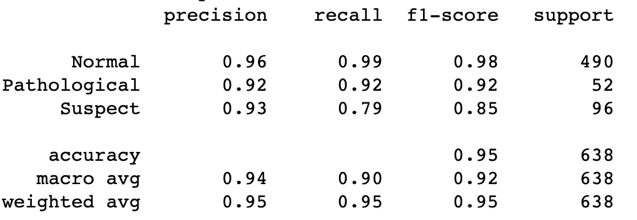 precision recall f1-score support
Normal 0.96 0.99 0.98 490
Pathological 0.92 0.92 0.92 52
Suspect 0.93 0.79 0.85 96
accuracy 0.95 638
macro avg 0.94 0.90 0.92 638
weighted avg 0.95 0.95 0.95 638